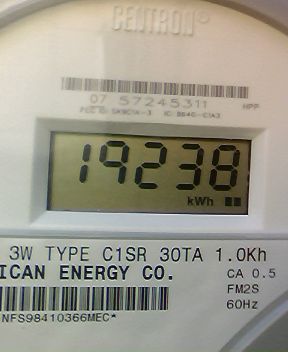 CENTRON®
07 57245311 HPP
19238
kWh
3W TYPE C1SR 30TA 1.0Kh
ICAN ENERGY CO. CA 0.5
FM2S
NFS98410366MEC* 60Hz